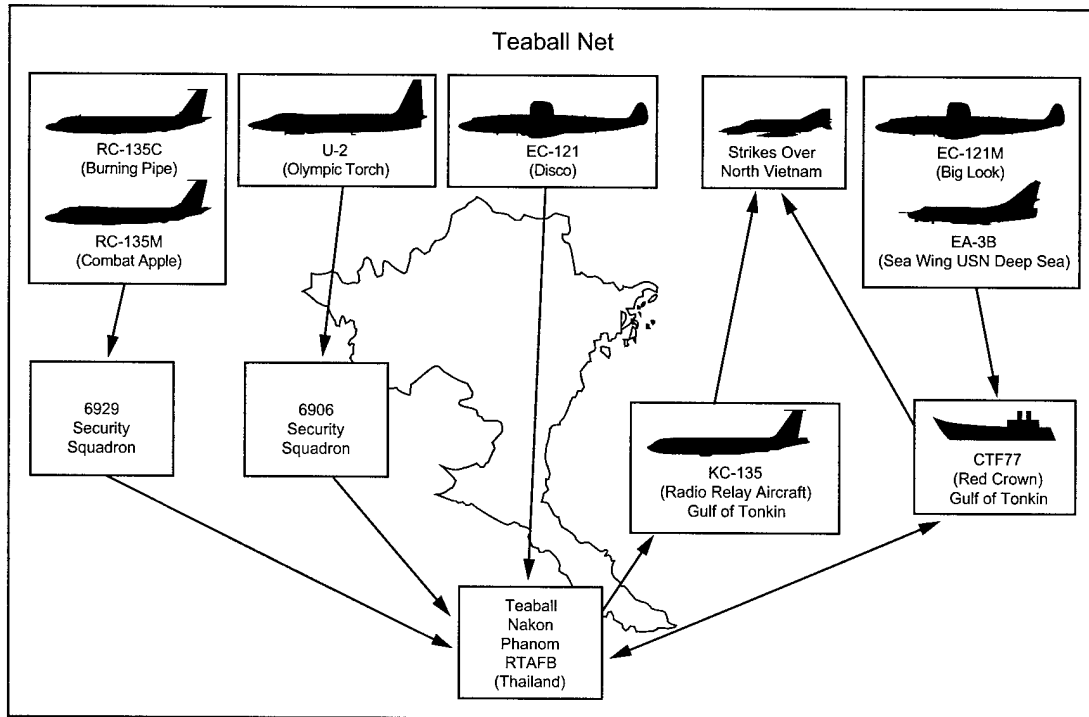 Teaball Net
RC-135C
(Burning Pipe)
RC-135M
(Combat Apple)
U-2
(Olympic Torch)
EC-121
(Disco)
Strikes Over
North Vietnam
EC-121M
(Big Look)
EA-3B
(Sea Wing USN Deep Sea)
6929
Security
Squadron
6906
Security
Squadron
KC-135
(Radio Relay Aircraft)
Gulf of Tonkin
CTF77
(Red Crown)
Gulf of Tonkin
Teaball
Nakon
Phanom
RTAFB
(Thailand)